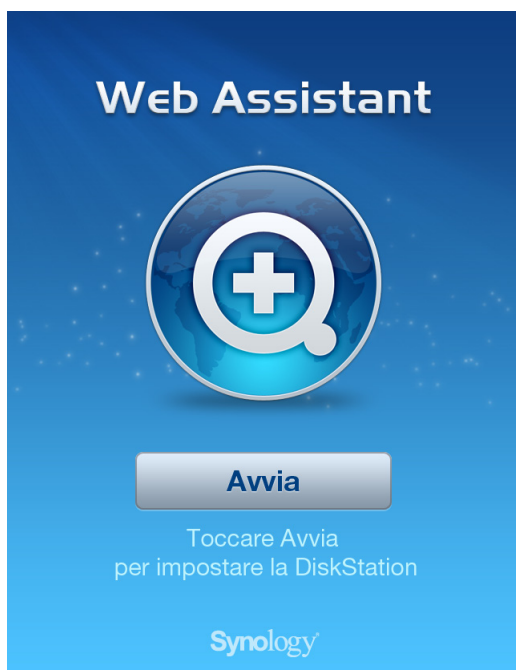 Web Assistant
Avvia
Toccare Avvia
per impostare la DiskStation
Synology